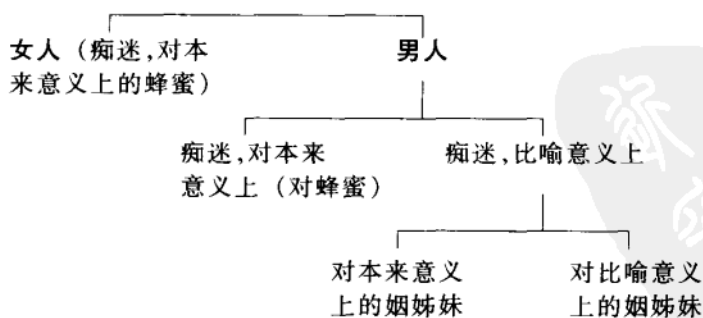 女人（痴迷,对本
来意义上的蜂蜜）
男人
痴迷,对本来
意义上（对蜂蜜）
痴迷,比喻意义上
对本来意义
上的姻姊妹
对比喻意义
上的姻姊妹